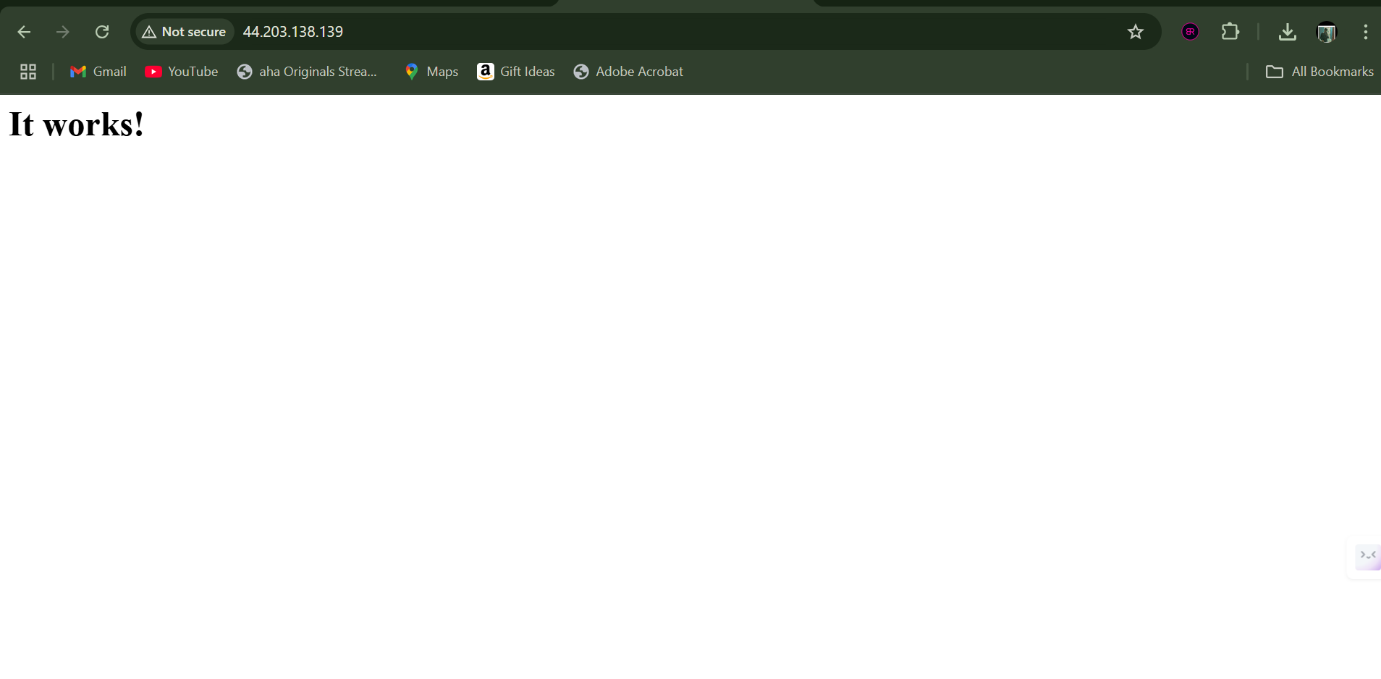 Not secure 44.203.138.139
Gmail YouTube aha Originals Strea... Maps a Gift Ideas Adobe Acrobat All Bookmarks
It works!